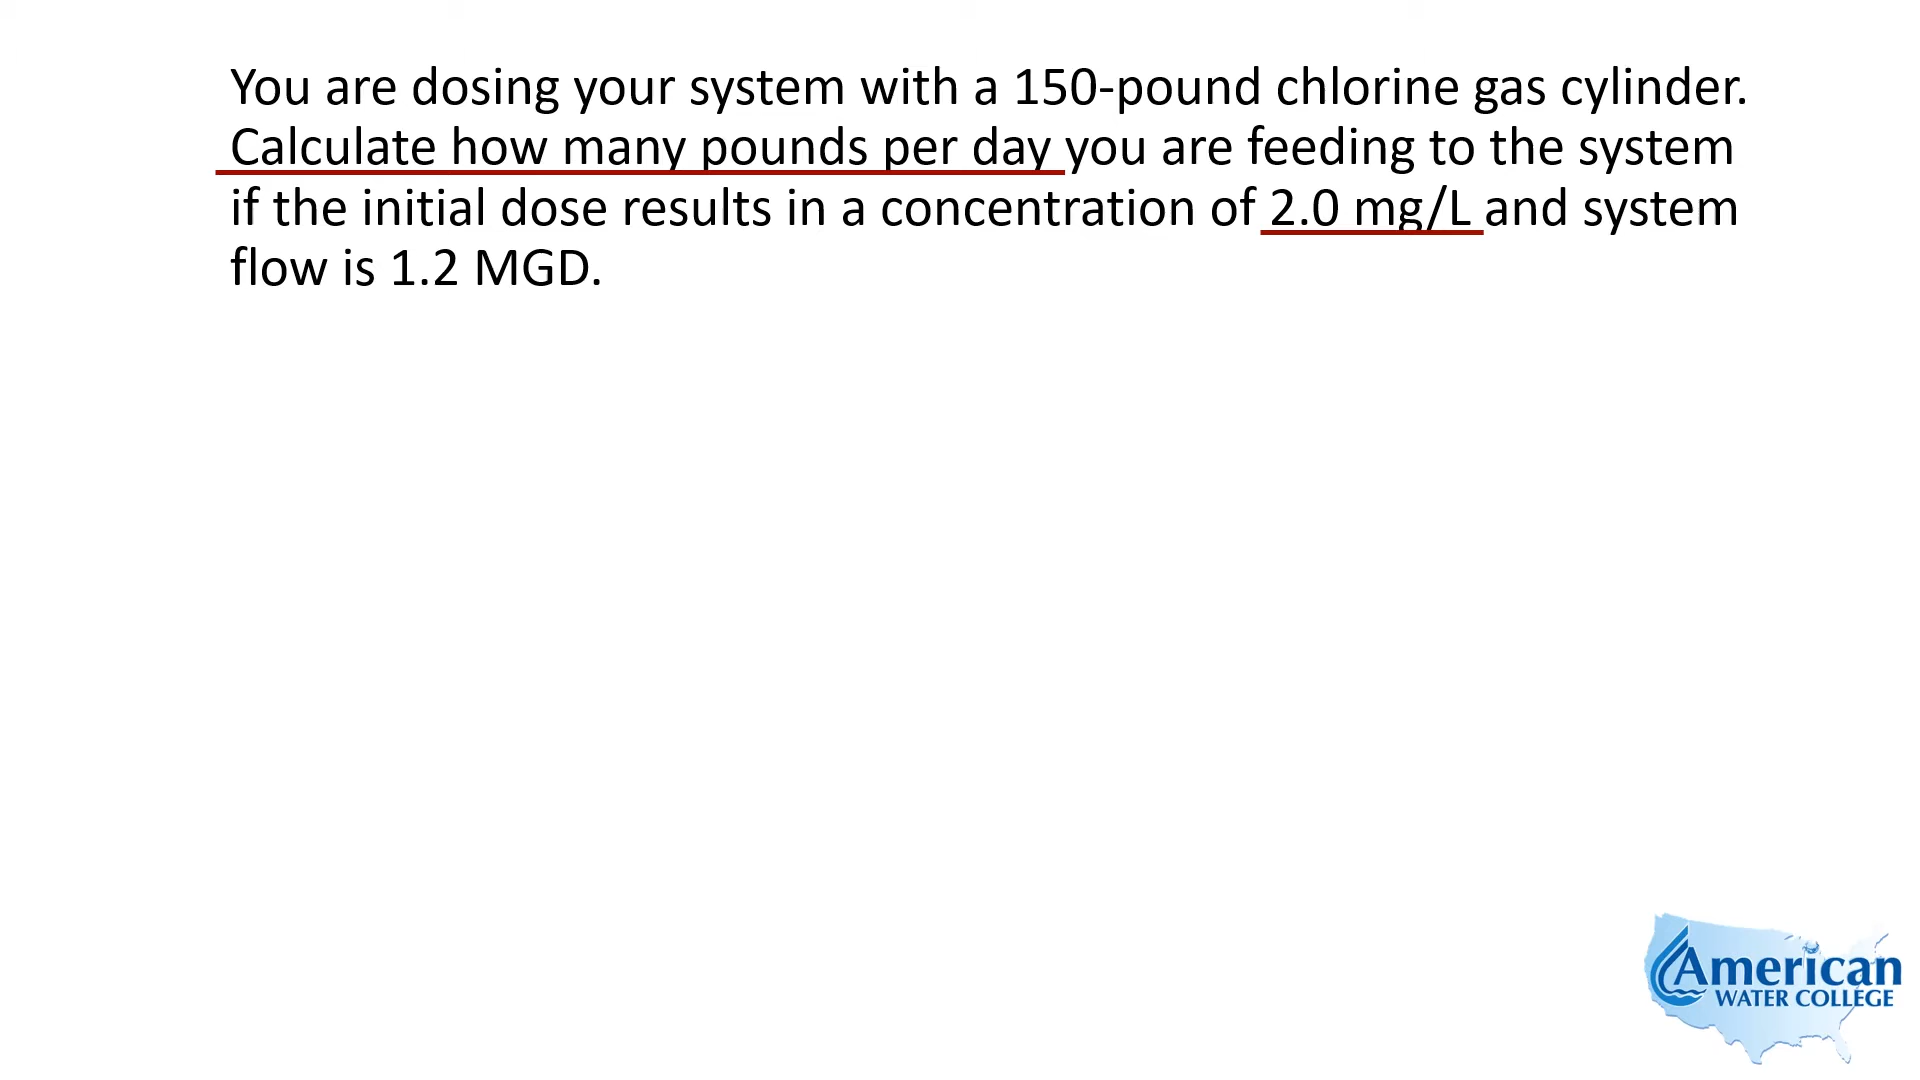 You are dosing your system with a 150-pound chlorine gas cylinder.
Calculate how many pounds per day you are feeding to the system
if the initial dose results in a concentration of 2.0 mg/L and system
flow is 1.2 MGD.
American
WATER COLLEGE